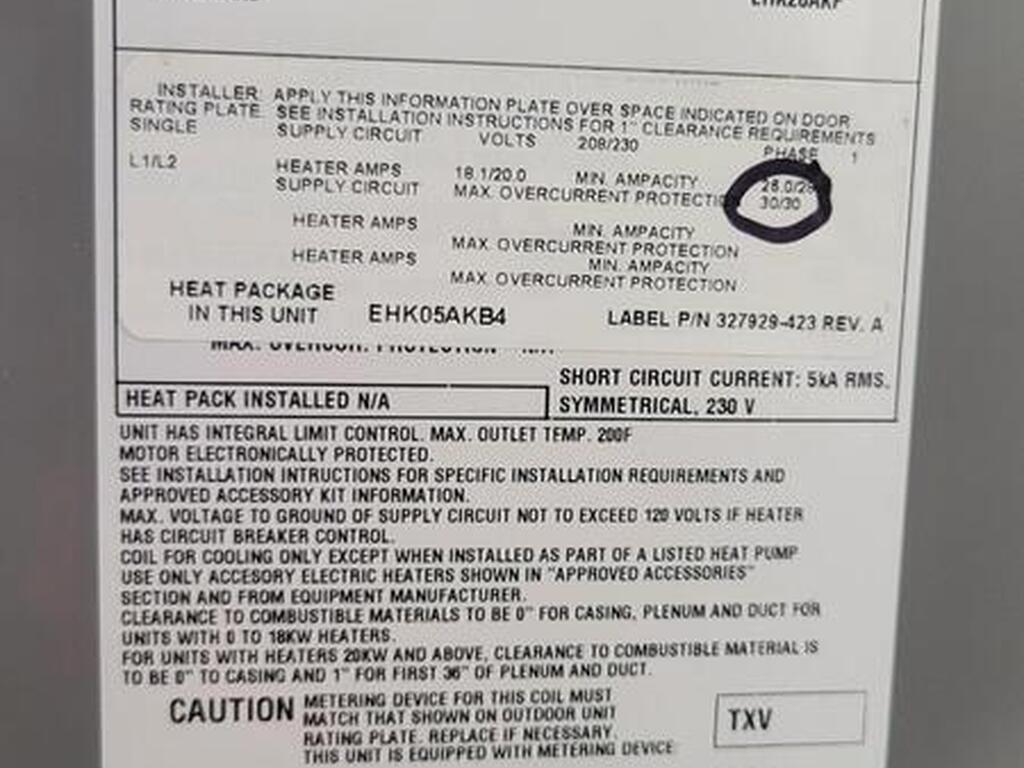 INSTALLER: APPLY THIS INFORMATION PLATE OVER SPACE INDICATED ON DOOR
RATING PLATE. SEE INSTALLATION INSTRUCTIONS FOR 1" CLEARANCE REQUIREMENTS
SINGLE SUPPLY CIRCUIT VOLTS 208/230 PHASE 1
L1/L2 HEATER AMPS 18.1/20.0 MIN. AMPACITY 28.0/28
SUPPLY CIRCUIT MAX. OVERCURRENT PROTECTIO 30/30
HEATER AMPS MIN. AMPACITY
MAX. OVERCURRENT PROTECTION
HEATER AMPS MIN. AMPACITY
MAX. OVERCURRENT PROTECTION
HEAT PACKAGE
IN THIS UNIT EHK05AKB4 LABEL P/N 327929-423 REV. A
SHORT CIRCUIT CURRENT: 5kA RMS.
HEAT PACK INSTALLED N/A SYMMETRICAL, 230 V
UNIT HAS INTEGRAL LIMIT CONTROL. MAX. OUTLET TEMP. 200F
MOTOR ELECTRONICALLY PROTECTED.
SEE INSTALLATION INTRUCTIONS FOR SPECIFIC INSTALLATION REQUIREMENTS AND
APPROVED ACCESSORY KIT INFORMATION.
MAX. VOLTAGE TO GROUND OF SUPPLY CIRCUIT NOT TO EXCEED 120 VOLTS IF HEATER
HAS CIRCUIT BREAKER CONTROL.
COIL FOR COOLING ONLY EXCEPT WHEN INSTALLED AS PART OF A LISTED HEAT PUMP
USE ONLY ACCESORY ELECTRIC HEATERS SHOWN IN "APPROVED ACCESSORIES"
SECTION AND FROM EQUIPMENT MANUFACTURER.
CLEARANCE TO COMBUSTIBLE MATERIALS TO BE 0" FOR CASING, PLENUM AND DUCT FOR
UNITS WITH 0 TO 18KW HEATERS.
FOR UNITS WITH HEATERS 20KW AND ABOVE, CLEARANCE TO COMBUSTIBLE MATERIAL IS
TO BE 0" TO CASING AND 1" FOR FIRST 36" OF PLENUM AND DUCT.
CAUTION METERING DEVICE FOR THIS COIL MUST
MATCH THAT SHOWN ON OUTDOOR UNIT
RATING PLATE. REPLACE IF NECESSARY.
THIS UNIT IS EQUIPPED WITH METERING DEVICE
TXV